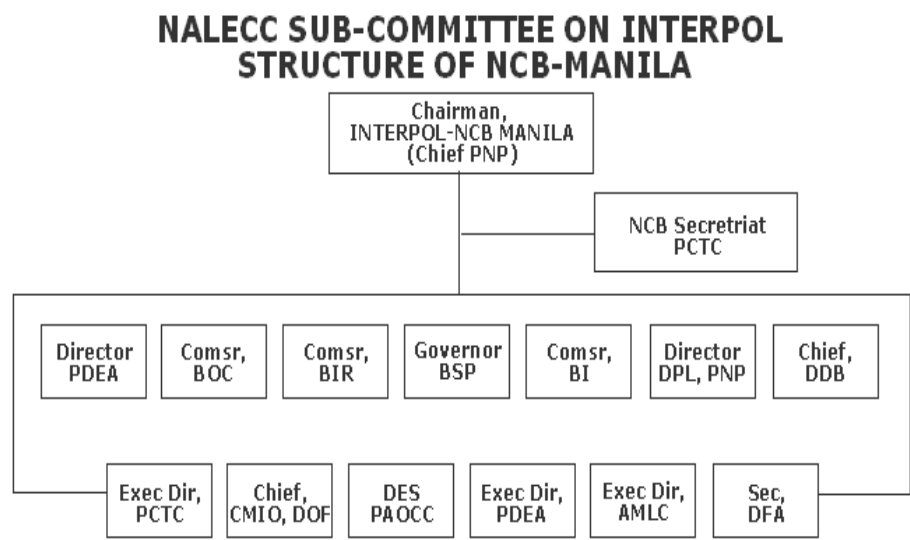 NALECC SUB-COMMITTEE ON INTERPOL
STRUCTURE OF NCB-MANILA
Chairman,
INTERPOL-NCB MANILA
(Chief PNP)
NCB Secretriat
PCTC
Director
PDEA
Comsr,
BOC
Comsr,
BIR
Governor
BSP
Comsr,
BI
Director
DPL, PNP
Chief,
DDB
Exec Dir,
PCTC
Chief,
CMIO, DOF
DES
PAOCC
Exec Dir,
PDEA
Exec Dir,
AMLC
Sec,
DFA